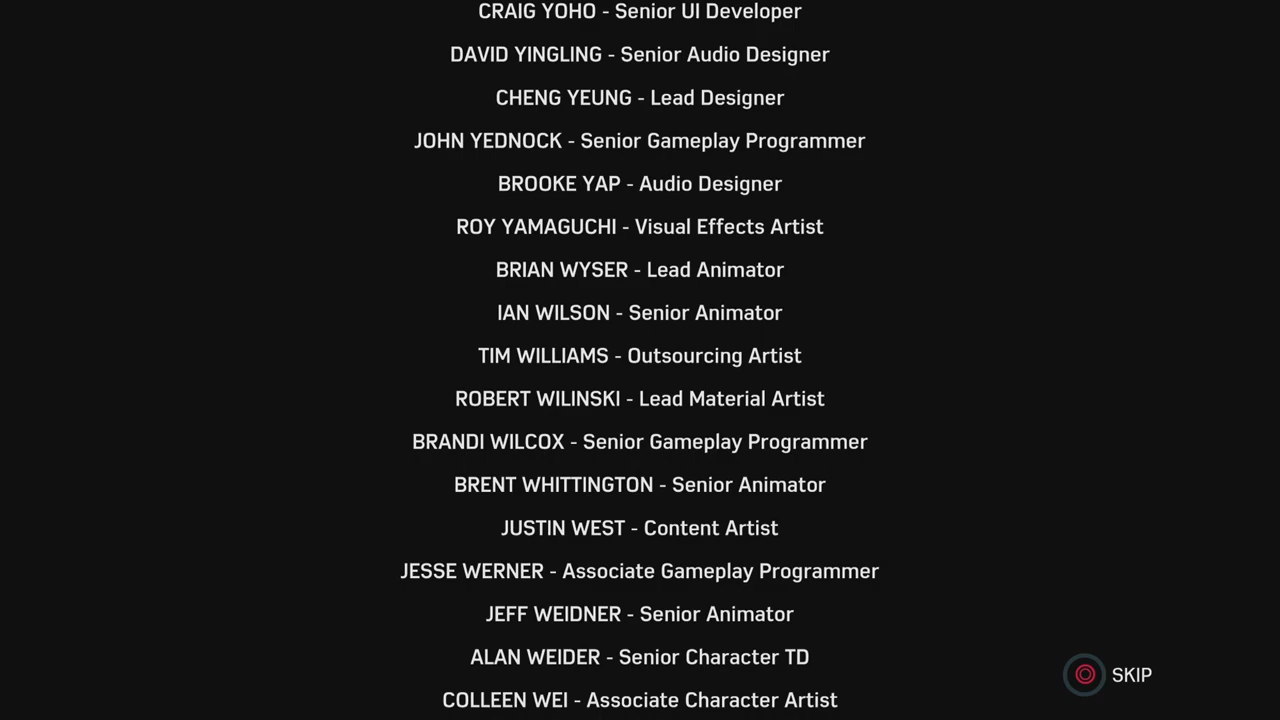 CRAIG YOHO - Senior UI Developer
DAVID YINGLING - Senior Audio Designer
CHENG YEUNG - Lead Designer
JOHN YEDNOCK - Senior Gameplay Programmer
BROOKE YAP - Audio Designer
ROY YAMAGUCHI - Visual Effects Artist
BRIAN WYSER - Lead Animator
IAN WILSON - Senior Animator
TIM WILLIAMS - Outsourcing Artist
ROBERT WILINSKI - Lead Material Artist
BRANDI WILCOX - Senior Gameplay Programmer
BRENT WHITTINGTON - Senior Animator
JUSTIN WEST - Content Artist
JESSE WERNER - Associate Gameplay Programmer
JEFF WEIDNER - Senior Animator
ALAN WEIDER - Senior Character TD
SKIP
COLLEEN WEI - Associate Character Artist